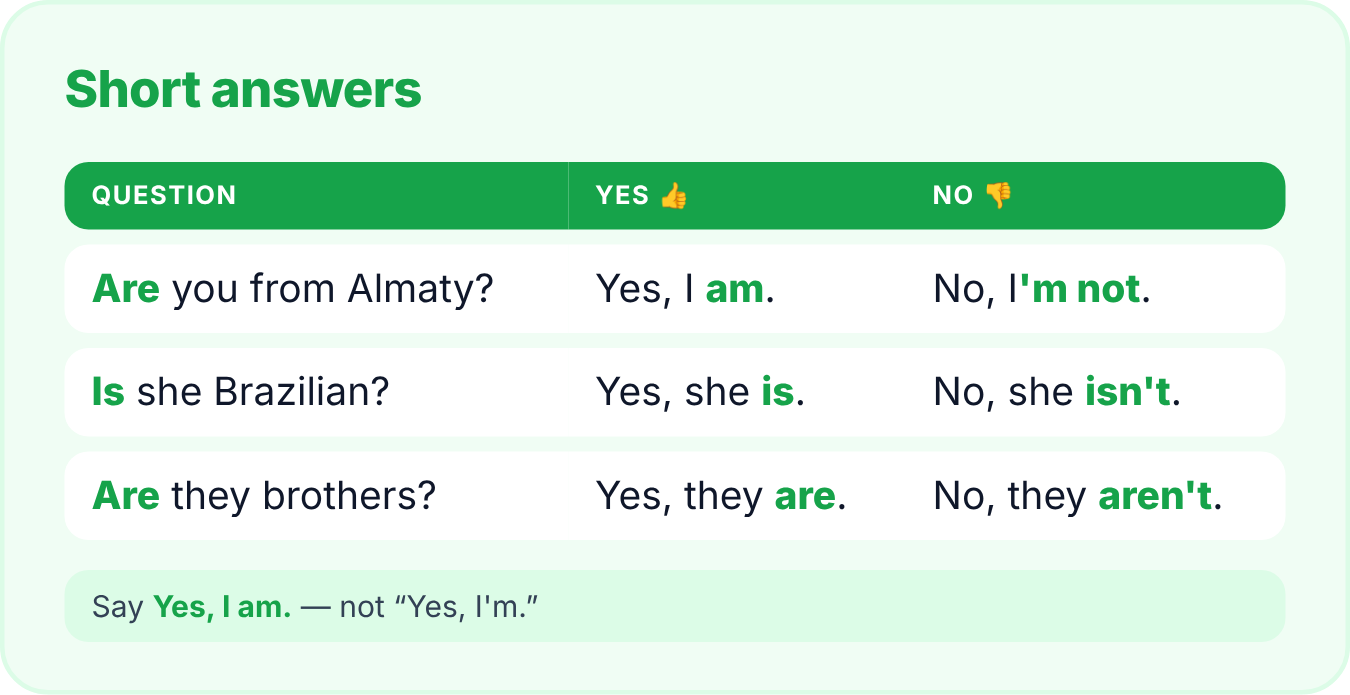 Short answers
QUESTION YES 👍 NO 👎
Are you from Almaty? Yes, I am. No, I'm not.
Is she Brazilian? Yes, she is. No, she isn't.
Are they brothers? Yes, they are. No, they aren't.
Say Yes, I am. — not “Yes, I'm.”